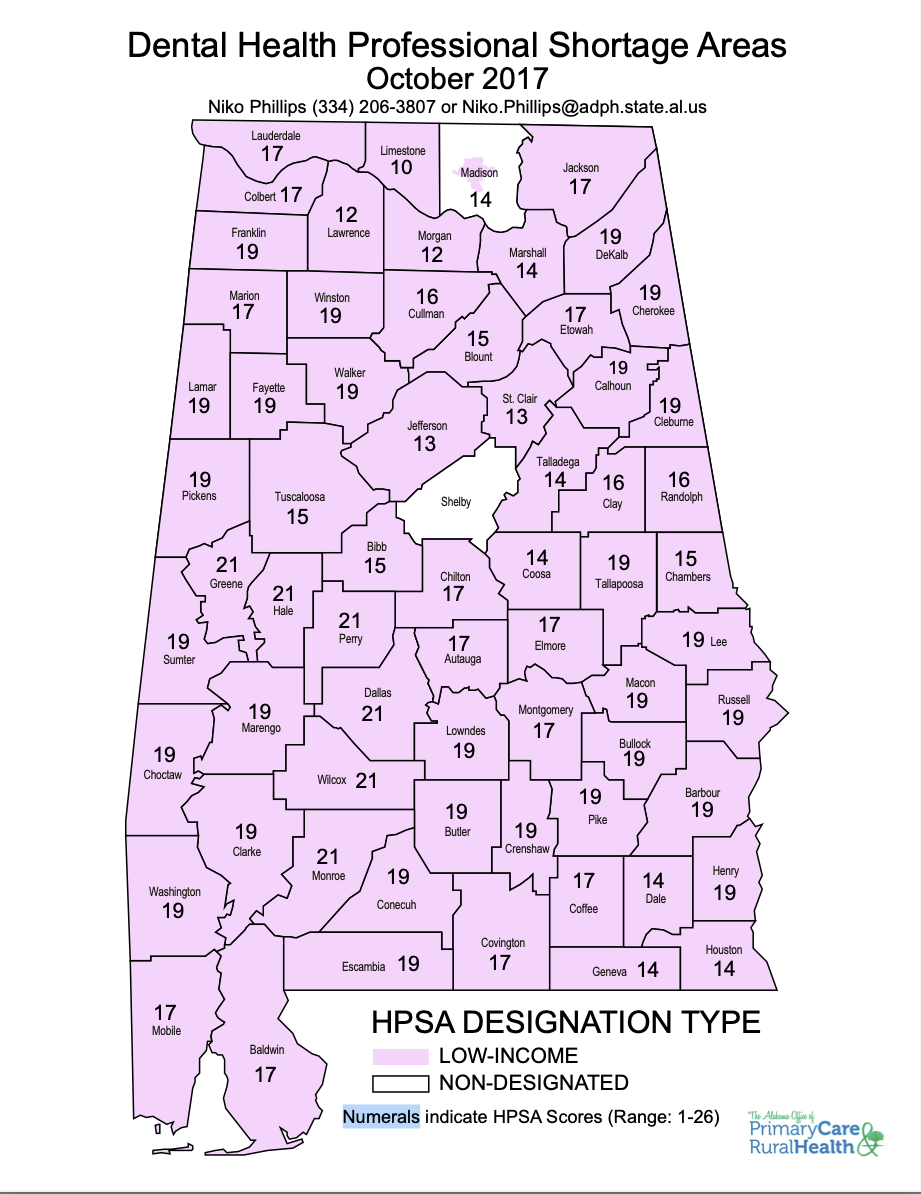 Dental Health Professional Shortage Areas
October 2017
Niko Phillips (334) 206-3807 or Niko.Phillips@adph.state.al.us
Lauderdale
17
Limestone
10
Madison
14
Jackson
17
Colbert 17
12
Lawrence
Franklin
19
Morgan
12
Marshall
14
19
DeKalb
19
Cherokee
Marion
17
Winston
19
16
Cullman
15
Blount
17
Etowah
Lamar
19
Fayette
19
Walker
19
Jefferson
13
St. Clair
13
19
Calhoun
19
Cleburne
19
Pickens
Tuscaloosa
15
Shelby
Talladega
14
16
Clay
16
Randolph
21
Greene
21
Hale
Bibb
15
Chilton
17
14
Coosa
19
Tallapoosa
15
Chambers
19
Sumter
21
Perry
17
Autauga
17
Elmore
19 Lee
19
Marengo
Dallas
21
Lowndes
19
Montgomery
17
Macon
19
Russell
19
19
Choctaw
Wilcox 21
Bullock
19
19
Clarke
19
Butler
19
Crenshaw
19
Pike
Barbour
19
Washington
19
21
Monroe
19
Conecuh
17
Coffee
14
Dale
Henry
19
Escambia 19
Covington
17
Geneva 14
Houston
14
17
Mobile
Baldwin
17
HPSA DESIGNATION TYPE
LOW-INCOME
NON-DESIGNATED
Numerals indicate HPSA Scores (Range: 1-26)
The Alabama Office of
PrimaryCare&
RuralHealth